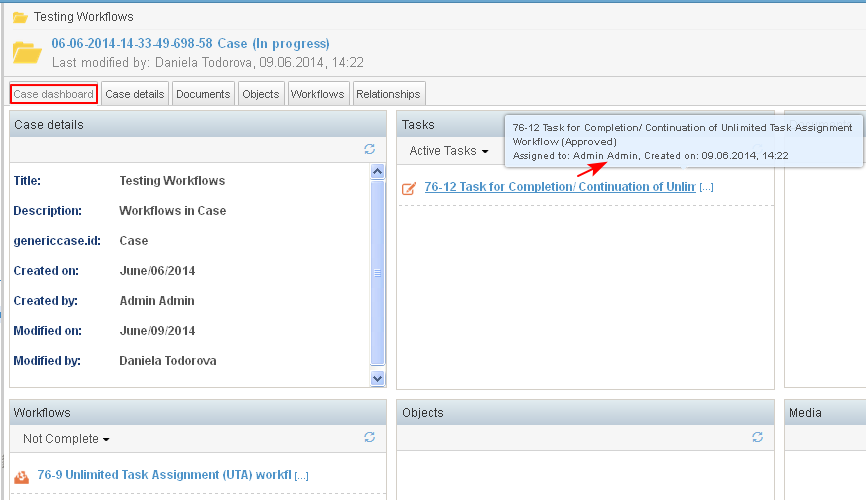 Testing Workflows
06-06-2014-14-33-49-698-58 Case (In progress)
Last modified by: Daniela Todorova, 09.06.2014, 14:22
Case dashboard
Case details
Documents
Objects
Workflows
Relationships
Case details
Title: Testing Workflows
Description: Workflows in Case
genericcase.id: Case
Created on: June/06/2014
Created by: Admin Admin
Modified on: June/09/2014
Modified by: Daniela Todorova
Tasks
76-12 Task for Completion/ Continuation of Unlimited Task Assignment
Workflow (Approved)
Assigned to: Admin Admin, Created on: 09.06.2014, 14:22
Active Tasks
76-12 Task for Completion/ Continuation of Unlim [...]
Workflows
Not Complete
76-9 Unlimited Task Assignment (UTA) workfl [...]
Objects
Media